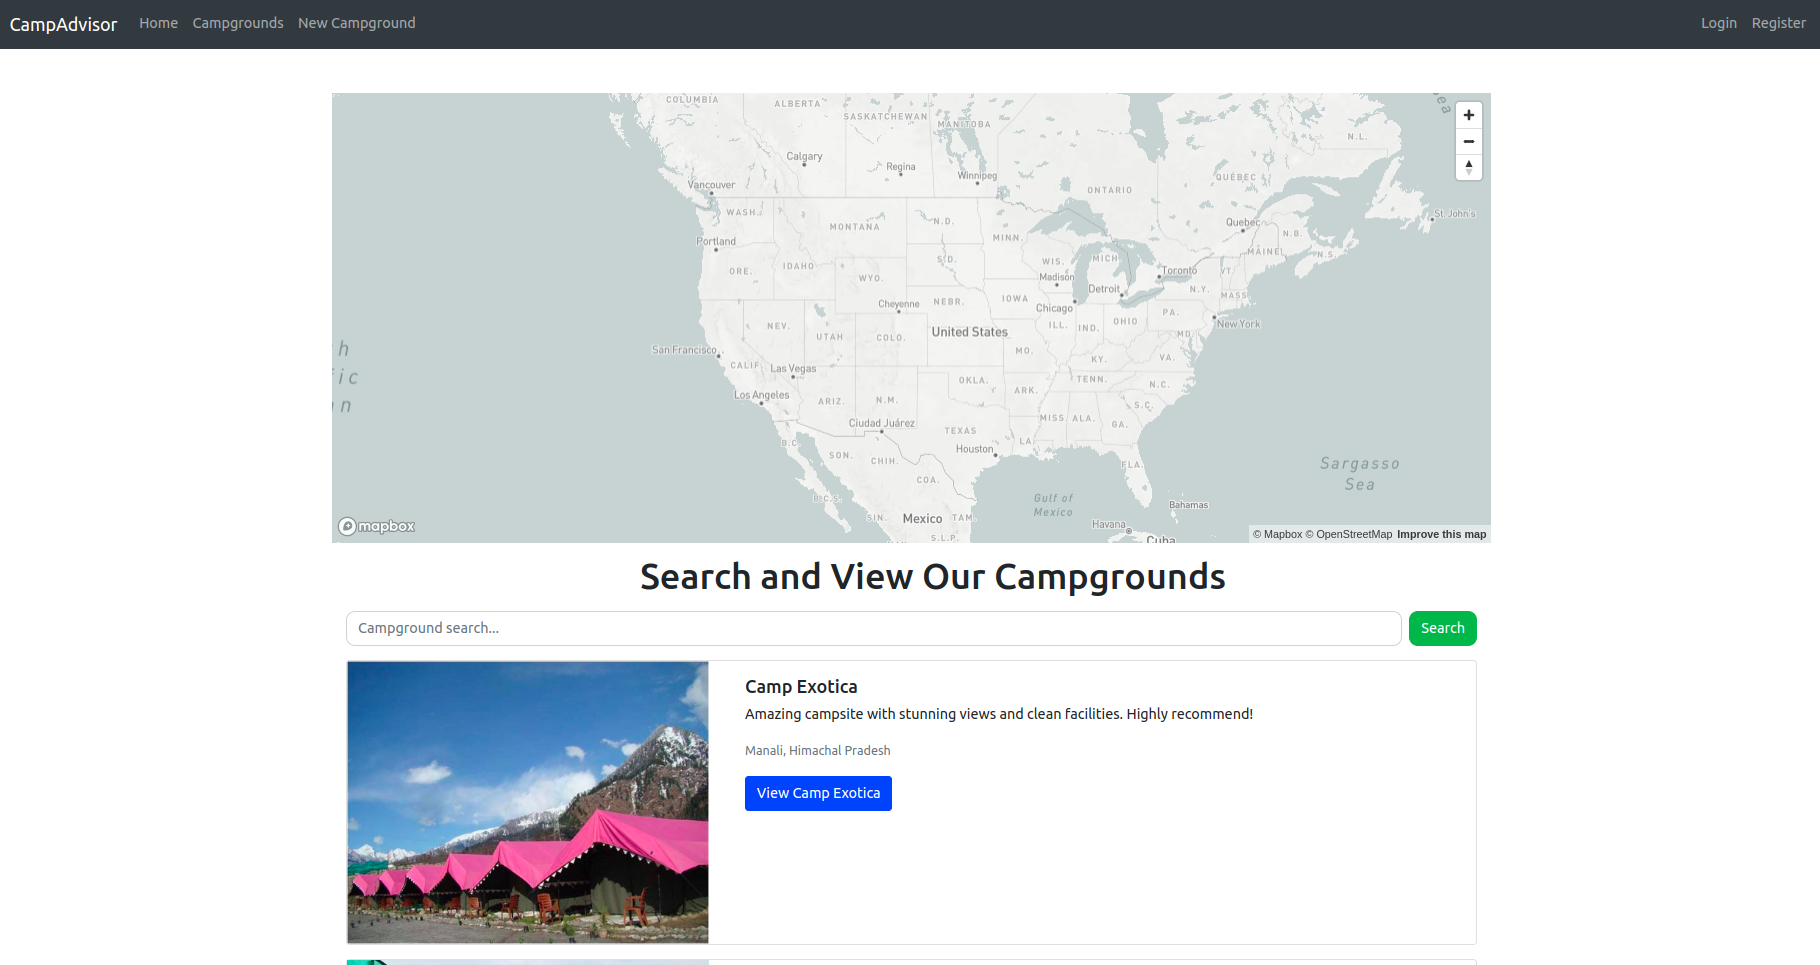 CampAdvisor Home Campgrounds New Campground Login Register
COLUMBIA
ALBERTA
SASKATCHEWAN
MANITOBA
N.L.
Calgary
Regina
Winnipeg
Vancouver
ONTARIO
QUÉBEC
St. John's
WASH.
MONTANA
N.D.
MINN.
Quebec
N.B.
MAINE
N.S.
Portland
ORE.
IDAHO
WYO.
S.D.
WIS.
MICH
Madison
Toronto
VT.
Detroit
N.Y.
MASS
Cheyenne
NEBR.
IOWA
Chicago
PA.
NEV.
UTAH
COLO.
United States
ILL.
IND.
OHIO
MD.
New York
San Francisco
CALIF.
Las Vegas
MO.
KY.
VA.
OKLA.
ARK.
TENN.
N.C.
Los Angeles
ARIZ.
N.M.
Ciudad Juárez
TEXAS
MISS.
ALA.
GA.
S.C.
B.C.
SON.
CHIH.
Houston
LA.
FLA.
Sargasso
Sea
COA.
B.C.S.
Gulf of
Mexico
Bahamas
SIN.
Mexico
TAM.
Havana
S.L.P.
Cuba
mapbox
© Mapbox © OpenStreetMap Improve this map
Search and View Our Campgrounds
Campground search...
Search
Camp Exotica
Amazing campsite with stunning views and clean facilities. Highly recommend!
Manali, Himachal Pradesh
View Camp Exotica